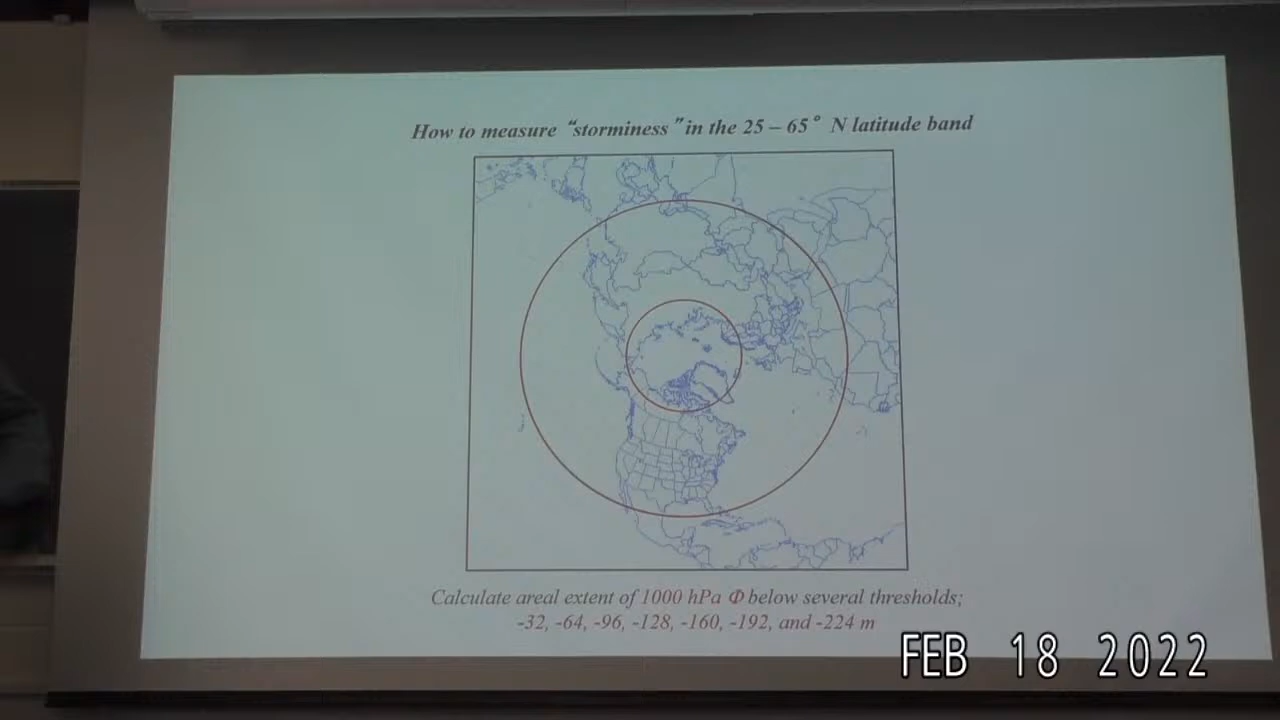 How to measure “storminess” in the 25 – 65° N latitude band
Calculate areal extent of 1000 hPa Φ below several thresholds;
-32, -64, -96, -128, -160, -192, and -224 m
FEB 18 2022